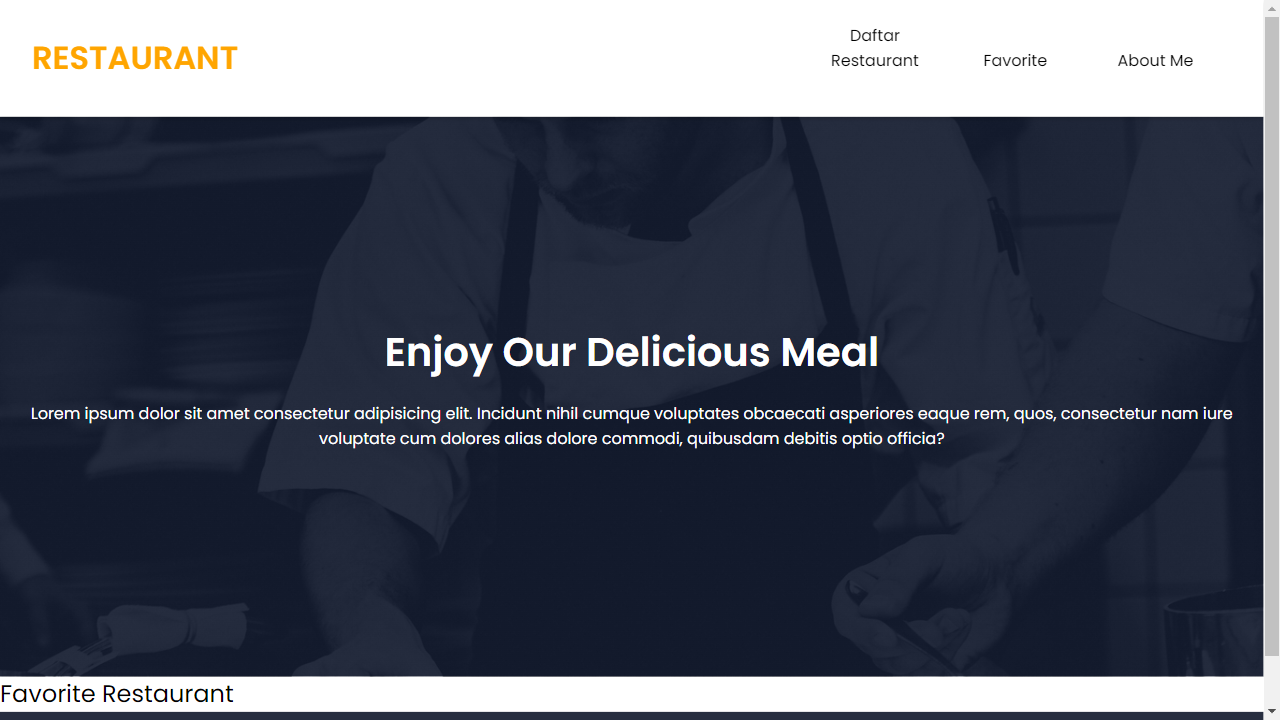 RESTAURANT
Daftar
Restaurant
Favorite
About Me
Enjoy Our Delicious Meal
Lorem ipsum dolor sit amet consectetur adipisicing elit. Incidunt nihil cumque voluptates obcaecati asperiores eaque rem, quos, consectetur nam iure
voluptate cum dolores alias dolore commodi, quibusdam debitis optio officia?
Favorite Restaurant